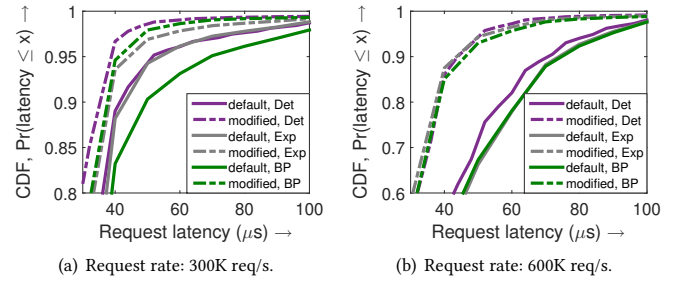 CDF, Pr(latency ≤ x) →
1
0.95
0.9
0.85
0.8
40
60
80
100
Request latency (μs) →
default, Det
modified, Det
default, Exp
modified, Exp
default, BP
modified, BP
(a) Request rate: 300K req/s.
CDF, Pr(latency ≤ x) →
1
0.9
0.8
0.7
0.6
40
60
80
100
Request latency (μs) →
default, Det
modified, Det
default, Exp
modified, Exp
default, BP
modified, BP
(b) Request rate: 600K req/s.